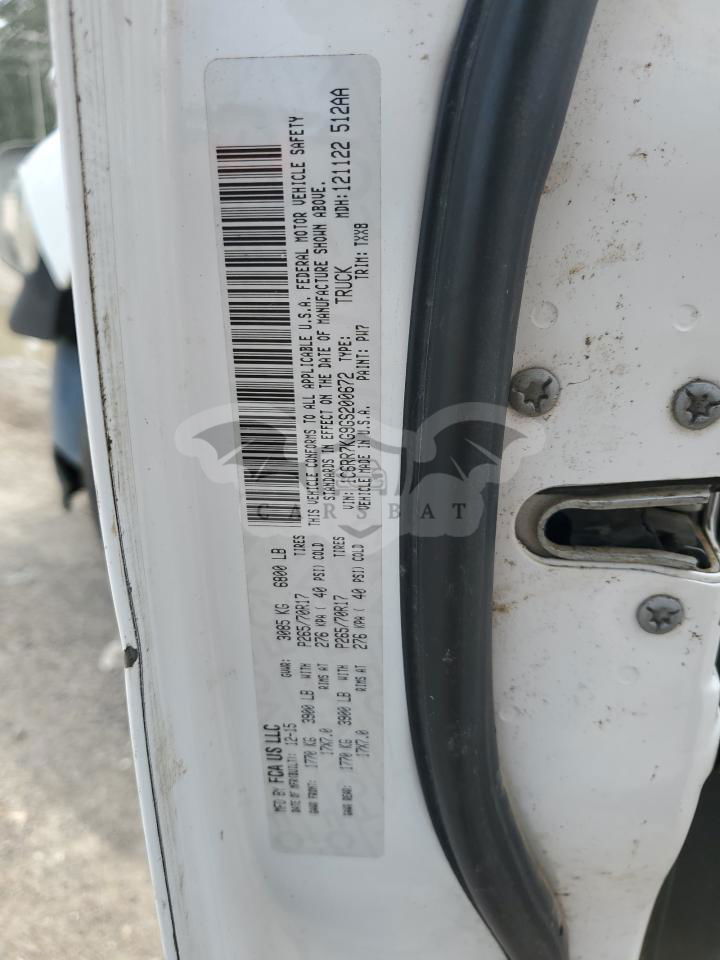 MFD BY FCA US LLC
DATE OF MFR(BUILT): 12-15 GVWR: 3085 KG 6800 LB
GAWR FRONT: 1770 KG 3900 LB WITH P265/70R17 TIRES
17X7.0 RIMS AT 276 KPA( 40 PSI) COLD
GAWR REAR: 1770 KG 3900 LB WITH P265/70R17 TIRES
17X7.0 RIMS AT 276 KPA( 40 PSI) COLD
THIS VEHICLE CONFORMS TO ALL APPLICABLE U.S.A. FEDERAL MOTOR VEHICLE SAFETY
STANDARDS IN EFFECT ON THE DATE OF MANUFACTURE SHOWN ABOVE.
VIN: 1C6RR7KG9GS200672 TYPE: TRUCK MDH: 121122 512AA
VEHICLE MADE IN U.S.A. PAINT: PW7 TRIM: TXX8
CARSBAT